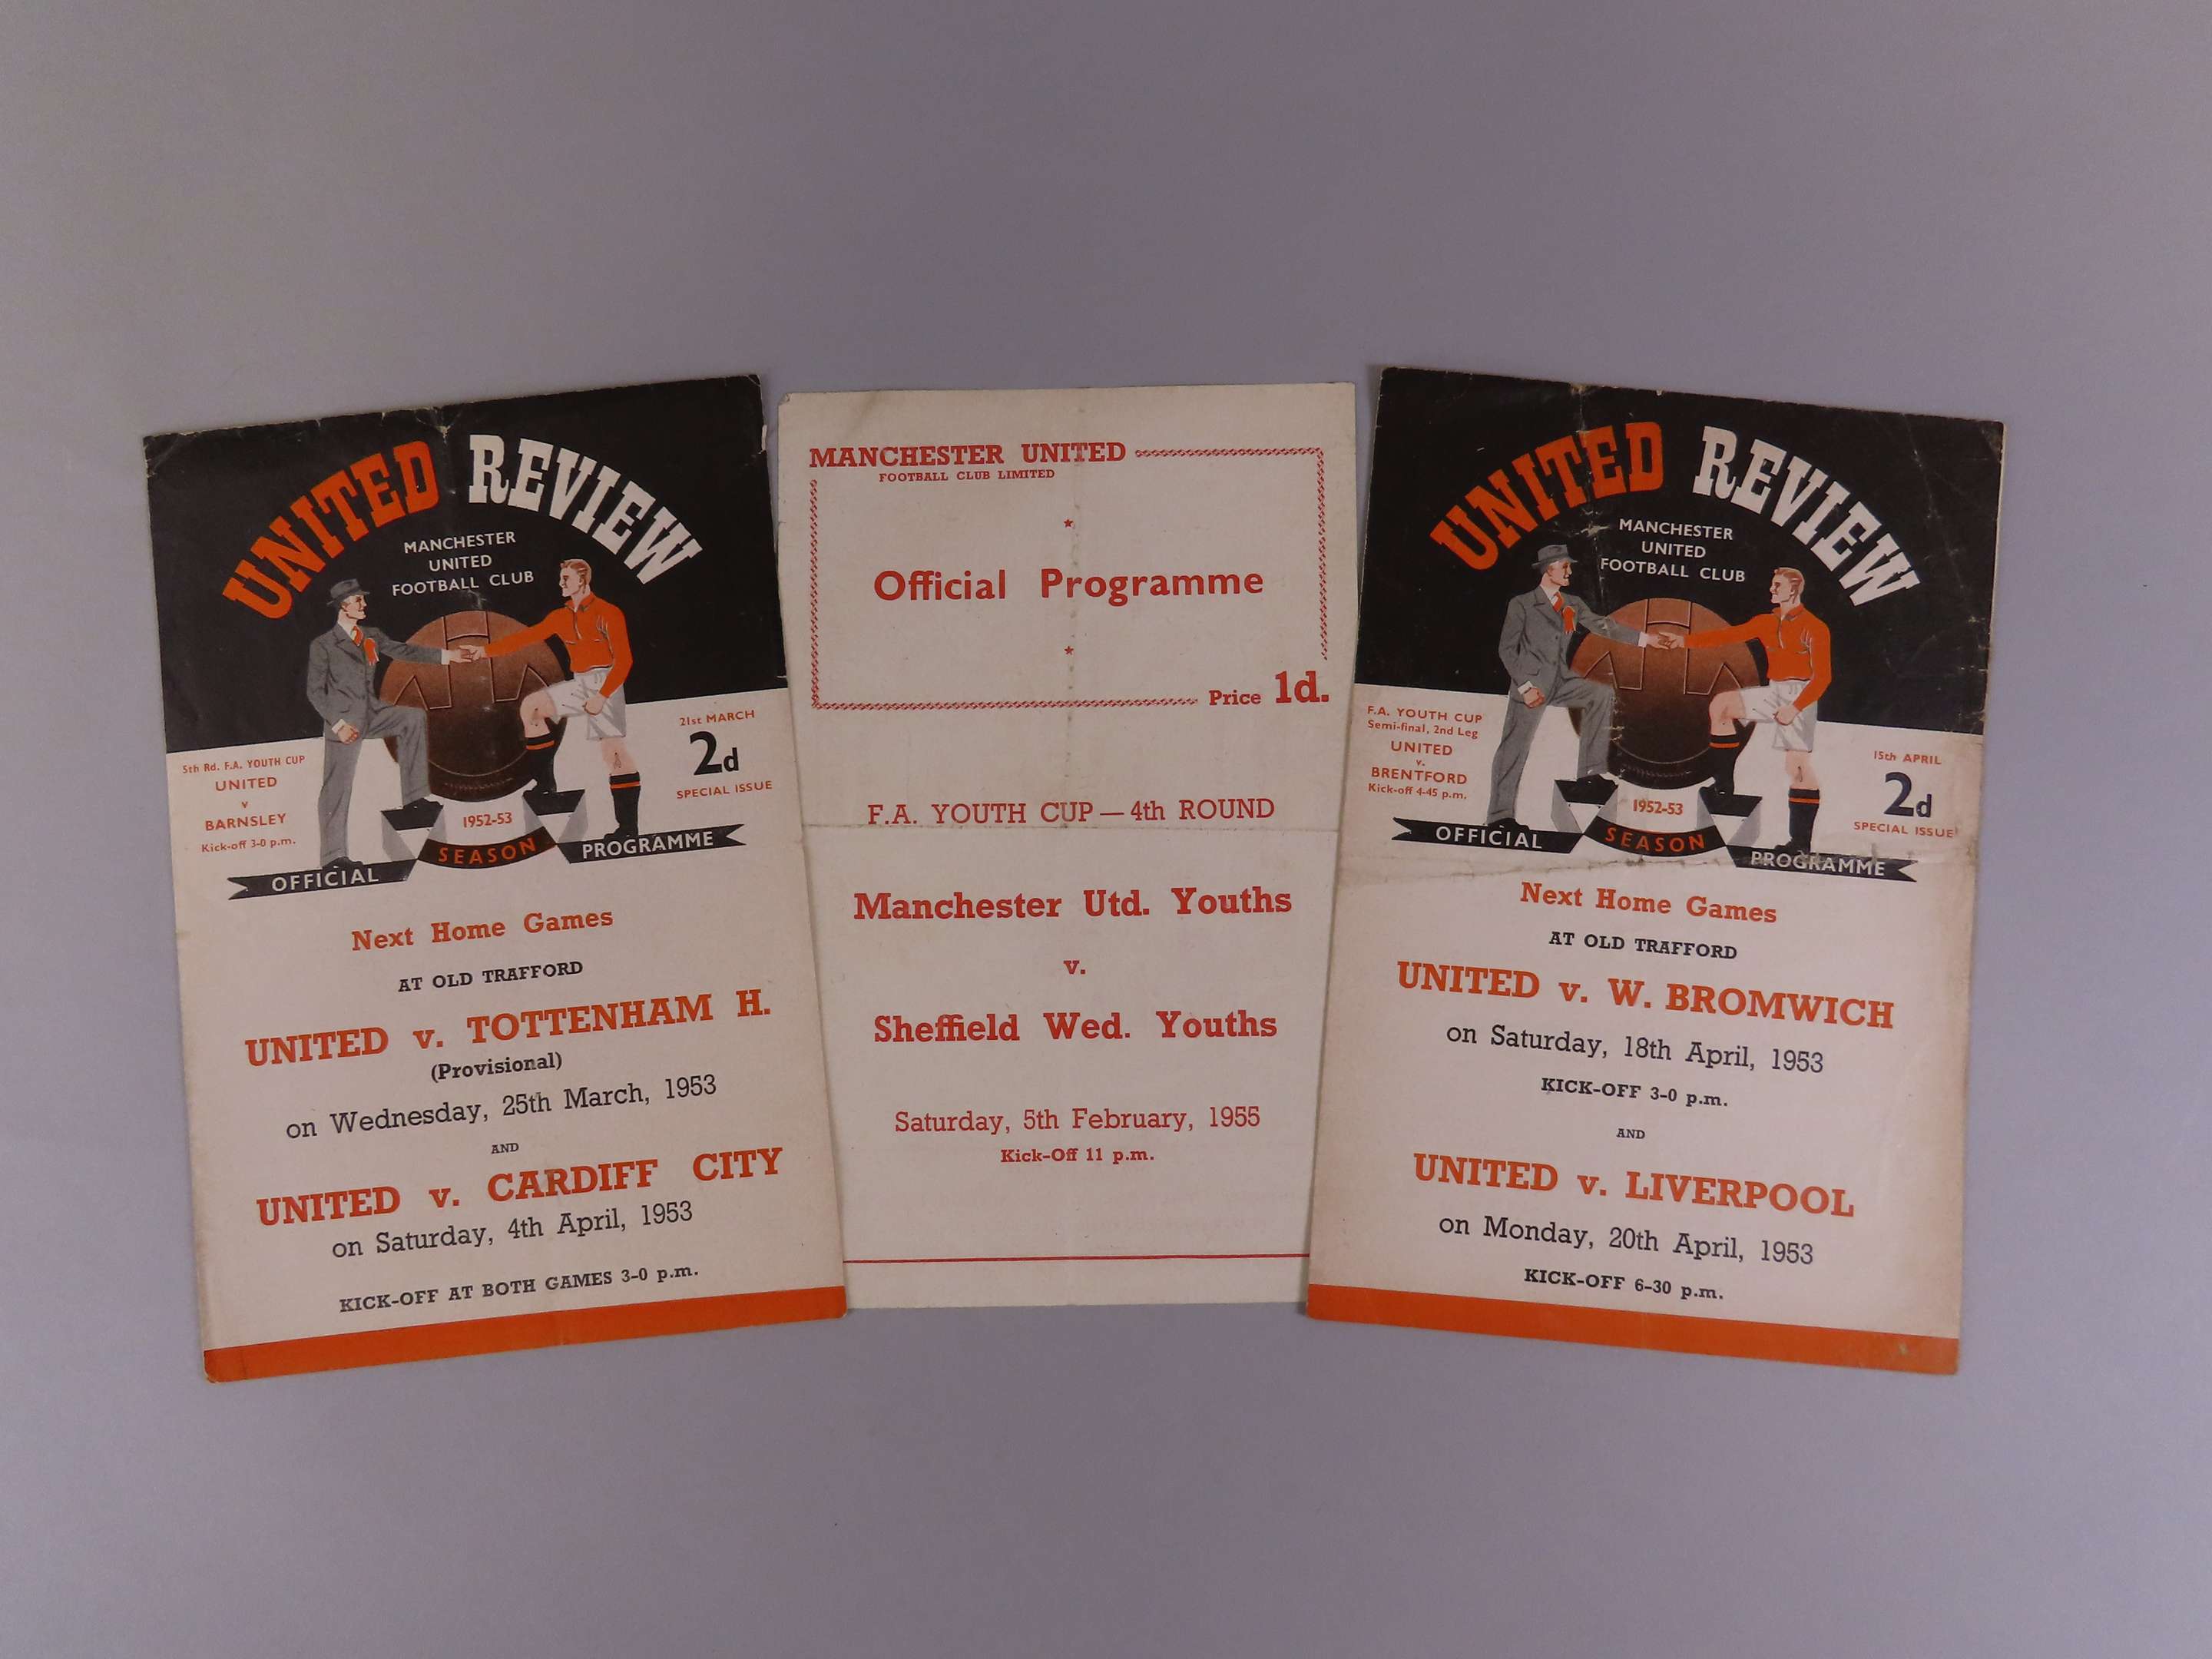 UNITED REVIEW
MANCHESTER
UNITED
FOOTBALL CLUB
5th Rd. F.A. YOUTH CUP
UNITED
v
BARNSLEY
Kick-off 3-0 p.m.
21st MARCH
2d
SPECIAL ISSUE
1952-53
OFFICIAL SEASON PROGRAMME
Next Home Games
AT OLD TRAFFORD
UNITED v. TOTTENHAM H.
(Provisional)
on Wednesday, 25th March, 1953
AND
UNITED v. CARDIFF CITY
on Saturday, 4th April, 1953
KICK-OFF AT BOTH GAMES 3-0 p.m.
MANCHESTER UNITED
FOOTBALL CLUB LIMITED
Official Programme
Price 1d.
F.A. YOUTH CUP — 4th ROUND
Manchester Utd. Youths
v.
Sheffield Wed. Youths
Saturday, 5th February, 1955
Kick-Off 11 p.m.
UNITED REVIEW
MANCHESTER
UNITED
FOOTBALL CLUB
F.A. YOUTH CUP
Semi-final, 2nd Leg
UNITED
v.
BRENTFORD
Kick-off 4-45 p.m.
15th APRIL
2d
SPECIAL ISSUE
1952-53
OFFICIAL SEASON PROGRAMME
Next Home Games
AT OLD TRAFFORD
UNITED v. W. BROMWICH
on Saturday, 18th April, 1953
KICK-OFF 3-0 p.m.
AND
UNITED v. LIVERPOOL
on Monday, 20th April, 1953
KICK-OFF 6-30 p.m.